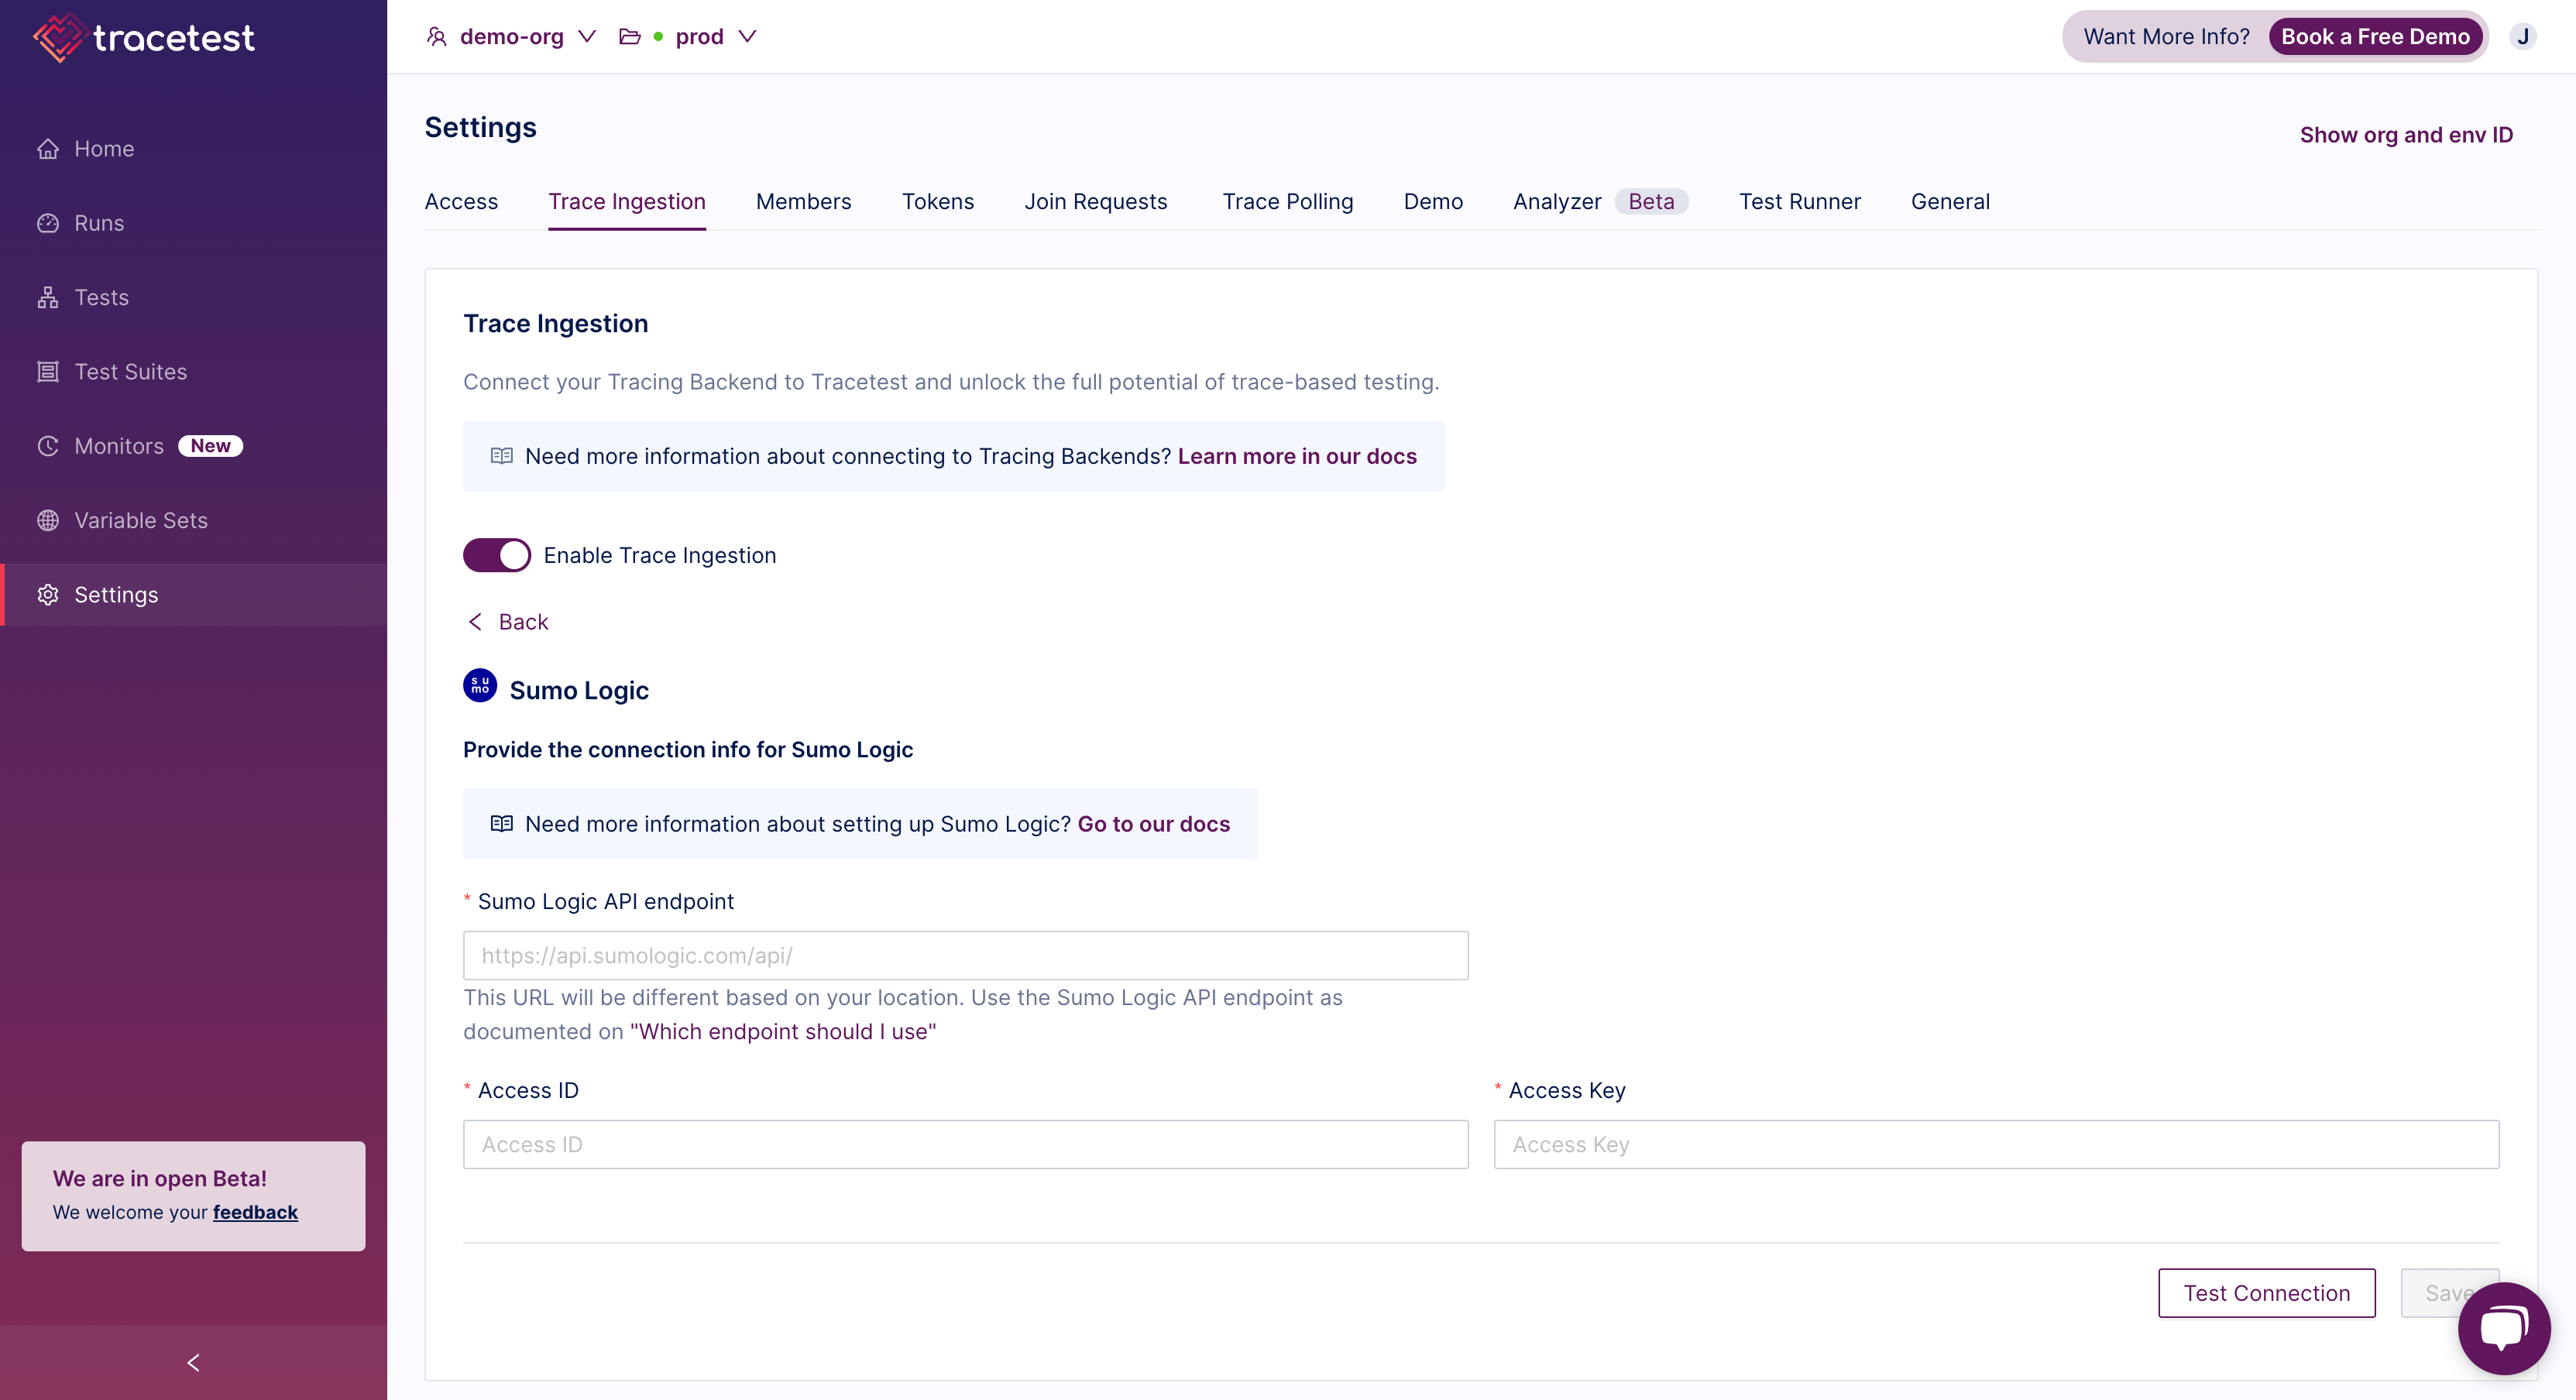 tracetest
demo-org
prod
Want More Info? Book a Free Demo
J
Home
Runs
Tests
Test Suites
Monitors New
Variable Sets
Settings
We are in open Beta!
We welcome your feedback
Settings
Show org and env ID
Access Trace Ingestion Members Tokens Join Requests Trace Polling Demo Analyzer Beta Test Runner General
Trace Ingestion
Connect your Tracing Backend to Tracetest and unlock the full potential of trace-based testing.
Need more information about connecting to Tracing Backends? Learn more in our docs
Enable Trace Ingestion
Back
su
mo
Sumo Logic
Provide the connection info for Sumo Logic
Need more information about setting up Sumo Logic? Go to our docs
* Sumo Logic API endpoint
https://api.sumologic.com/api/
This URL will be different based on your location. Use the Sumo Logic API endpoint as
documented on "Which endpoint should I use"
* Access ID
Access ID
* Access Key
Access Key
Test Connection
Save